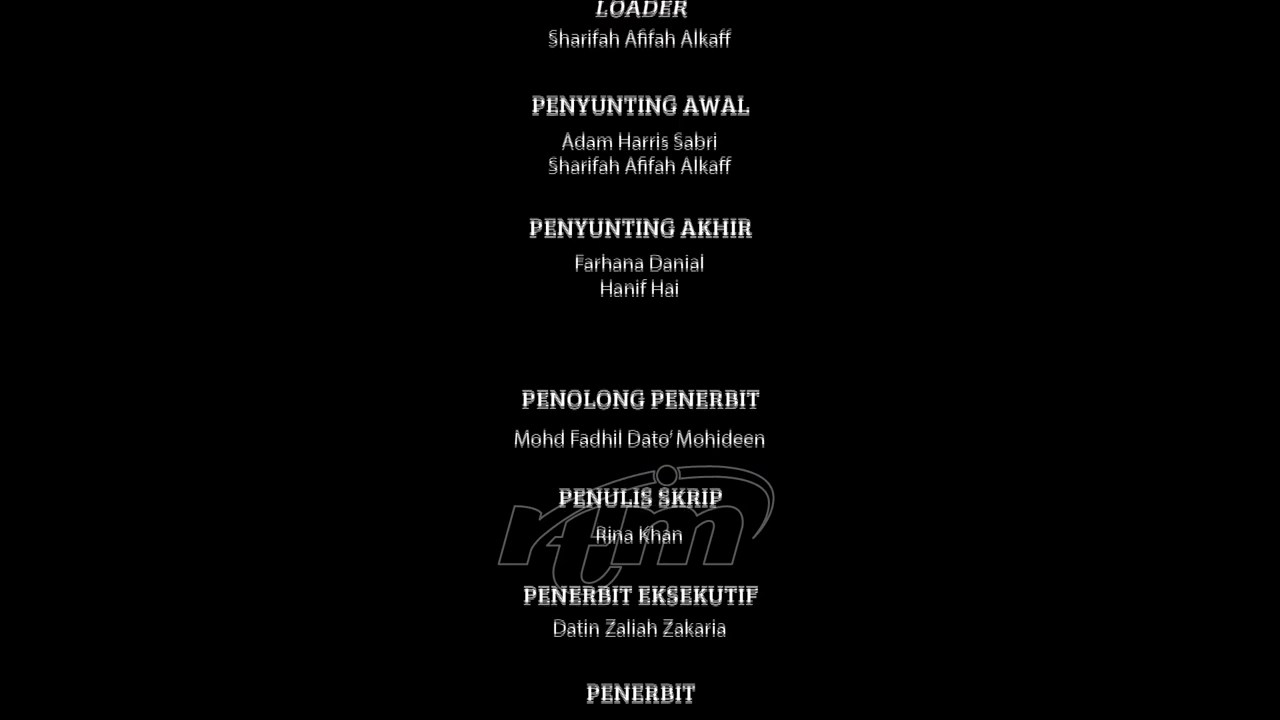 LOADER
Sharifah Afifah Alkaff
PENYUNTING AWAL
Adam Harris Sabri
Sharifah Afifah Alkaff
PENYUNTING AKHIR
Farhana Danial
Hanif Hai
PENOLONG PENERBIT
Mohd Fadhil Dato' Mohideen
PENULIS SKRIP
rtm
Rina Khan
PENERBIT EKSEKUTIF
Datin Zaliah Zakaria
PENERBIT